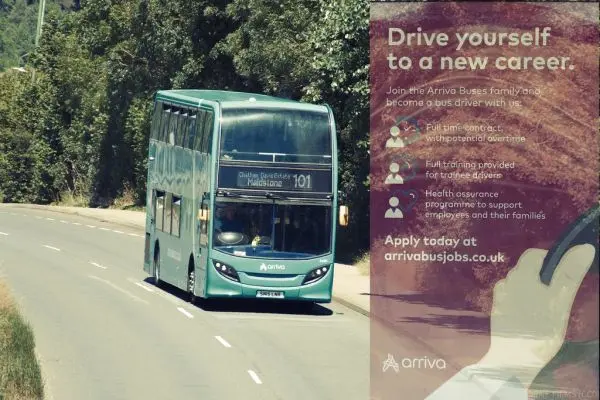 Chatham Davis Estate
Maidstone 101
arriva
Drive yourself
to a new career.
Join the Arriva Buses family and
become a bus driver with us:
Full time contract,
with potential overtime
Full training provided
for trainee drivers
Health assurance
programme to support
employees and their families
Apply today at
arrivabusjobs.co.uk
arriva